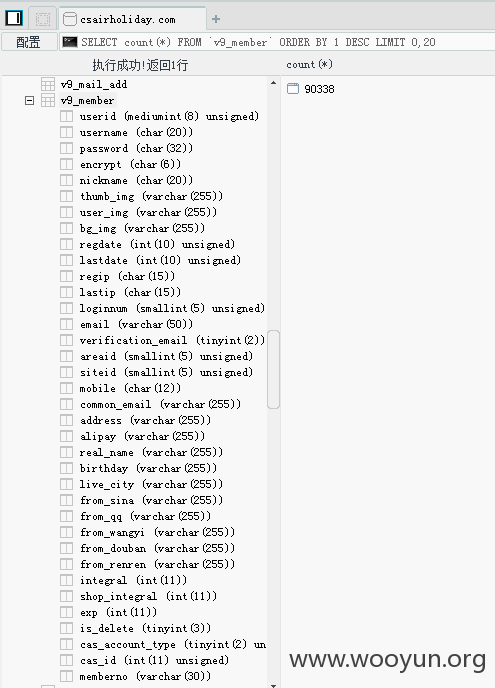 csairholiday.com
配置
SELECT count(*) FROM `v9_member` ORDER BY 1 DESC LIMIT 0,20
执行成功!返回1行
count(*)
90338
v9_mail_add
v9_member
userid (mediumint(8) unsigned)
username (char(20))
password (char(32))
encrypt (char(6))
nickname (char(20))
thumb_img (varchar(255))
user_img (varchar(255))
bg_img (varchar(255))
regdate (int(10) unsigned)
lastdate (int(10) unsigned)
regip (char(15))
lastip (char(15))
loginnum (smallint(5) unsigned)
email (varchar(50))
verification_email (tinyint(2))
areaid (smallint(5) unsigned)
siteid (smallint(5) unsigned)
mobile (char(12))
common_email (varchar(255))
address (varchar(255))
alipay (varchar(255))
real_name (varchar(255))
birthday (varchar(255))
live_city (varchar(255))
from_sina (varchar(255))
from_qq (varchar(255))
from_wangyi (varchar(255))
from_douban (varchar(255))
from_renren (varchar(255))
integral (int(11))
shop_integral (int(11))
exp (int(11))
is_delete (tinyint(3))
cas_account_type (tinyint(2) un
cas_id (int(11) unsigned)
memberno (varchar(30))
www.wooyun.org